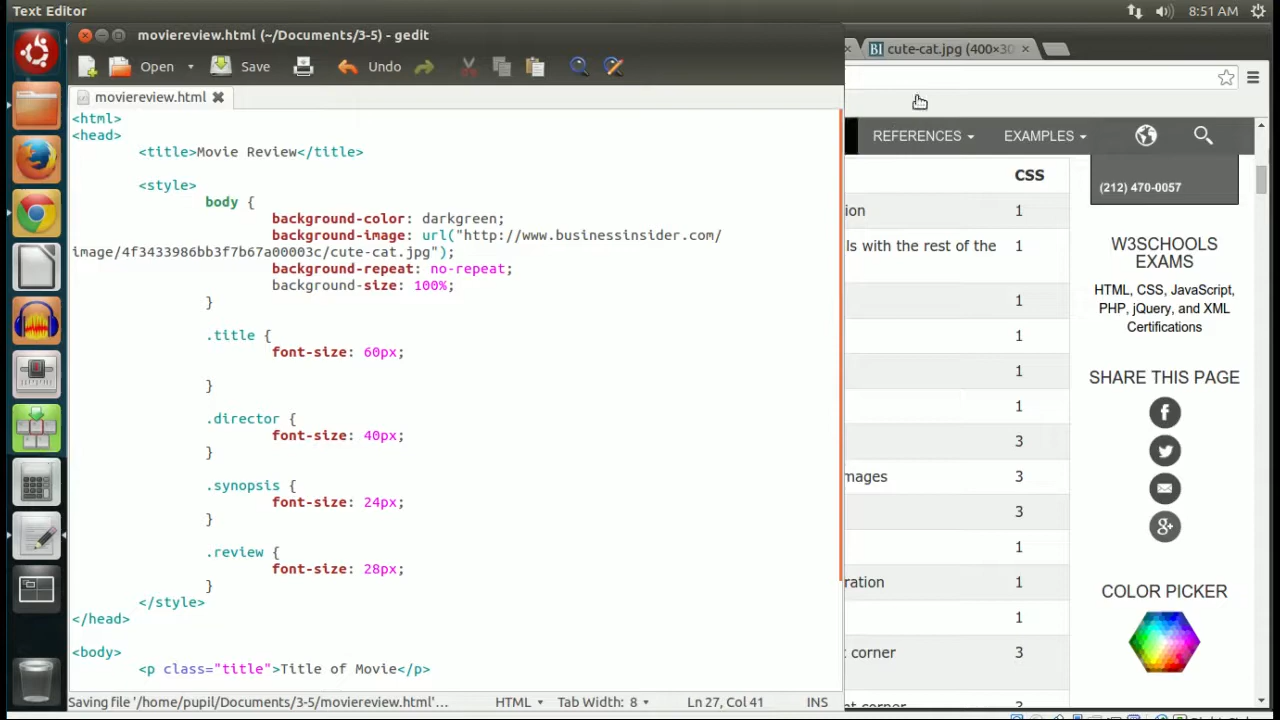 Text Editor
8:51 AM
moviereview.html (~/Documents/3-5) - gedit
BI cute-cat.jpg (400×30
Open Save Undo
moviereview.html
<html>
<head>
<title>Movie Review</title>
<style>
body {
background-color: darkgreen;
background-image: url("http://www.businessinsider.com/
image/4f3433986bb3f7b67a00003c/cute-cat.jpg");
background-repeat: no-repeat;
background-size: 100%;
}
.title {
font-size: 60px;
}
.director {
font-size: 40px;
}
.synopsis {
font-size: 24px;
}
.review {
font-size: 28px;
}
</style>
</head>
<body>
<p class="title">Title of Movie</p>
Saving file '/home/pupil/Documents/3-5/moviereview.html'… HTML Tab Width: 8 Ln 27, Col 41 INS
REFERENCES EXAMPLES
CSS
ion 1
ls with the rest of the 1
1
1
1
1
3
mages 3
3
1
ration 1
1
t corner 3
(212) 470-0057
W3SCHOOLS
EXAMS
HTML, CSS, JavaScript,
PHP, jQuery, and XML
Certifications
SHARE THIS PAGE
COLOR PICKER